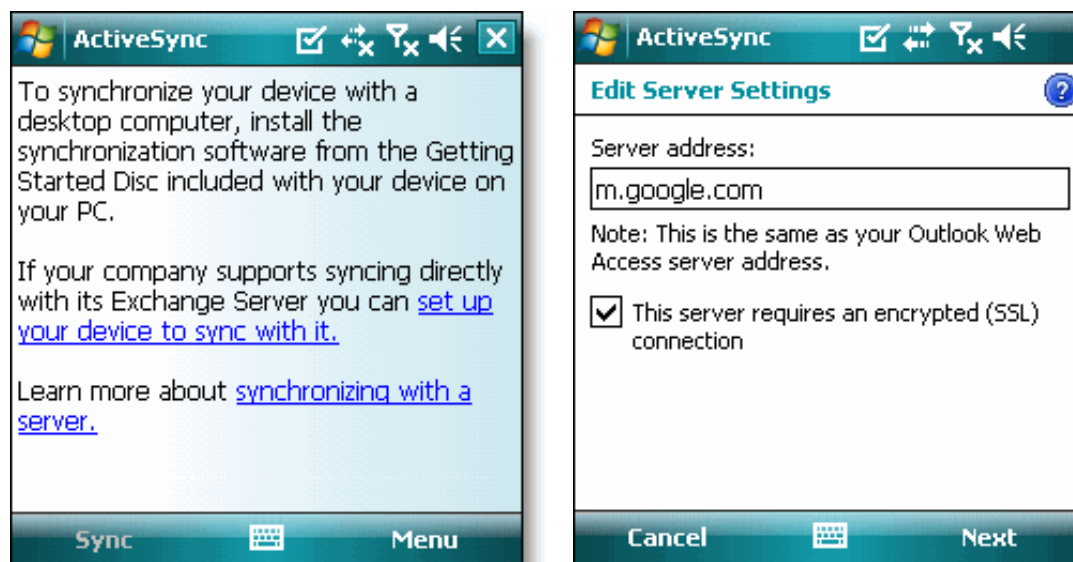 ActiveSync
To synchronize your device with a
desktop computer, install the
synchronization software from the Getting
Started Disc included with your device on
your PC.
If your company supports syncing directly
with its Exchange Server you can set up
your device to sync with it.
Learn more about synchronizing with a
server.
Sync
Menu
ActiveSync
Edit Server Settings
?
Server address:
m.google.com
Note: This is the same as your Outlook Web
Access server address.
This server requires an encrypted (SSL)
connection
Cancel
Next